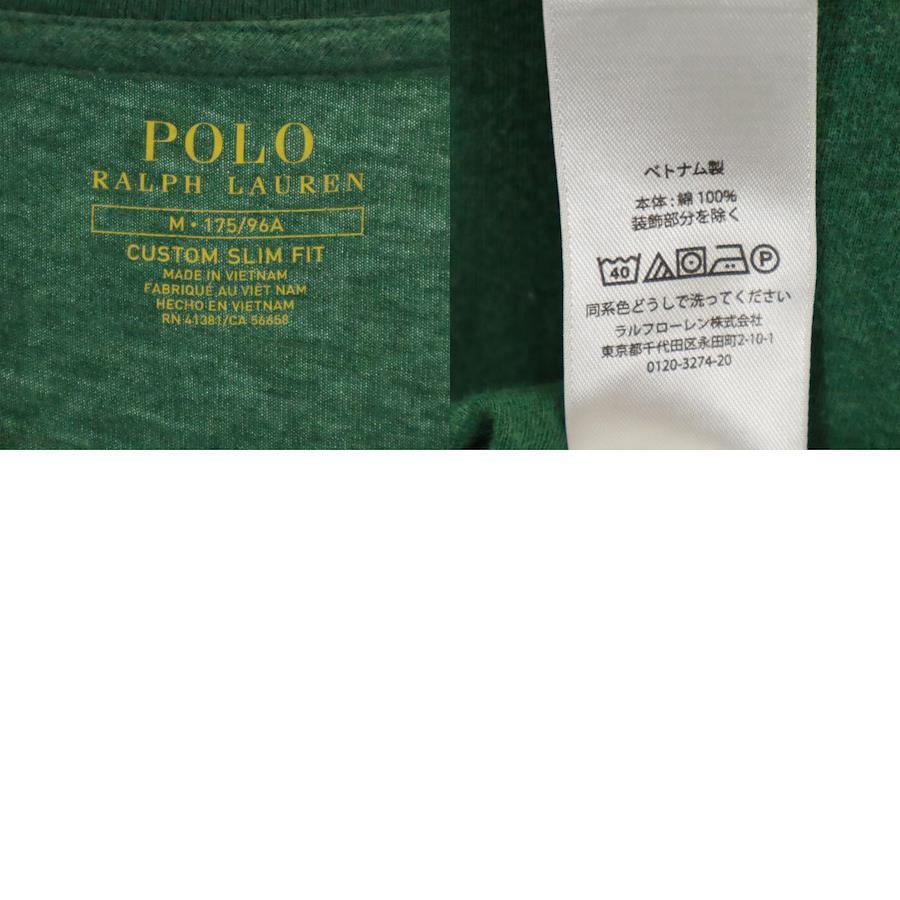 POLO
RALPH LAUREN
M • 175/96A
CUSTOM SLIM FIT
MADE IN VIETNAM
FABRIQUÉ AU VIET NAM
HECHO EN VIETNAM
RN 41381/CA 56658
ベトナム製
本体 : 綿 100%
装飾部分を除く
40 P
同系色どうしで洗ってください
ラルフローレン株式会社
東京都千代田区永田町2-10-1
0120-3274-20